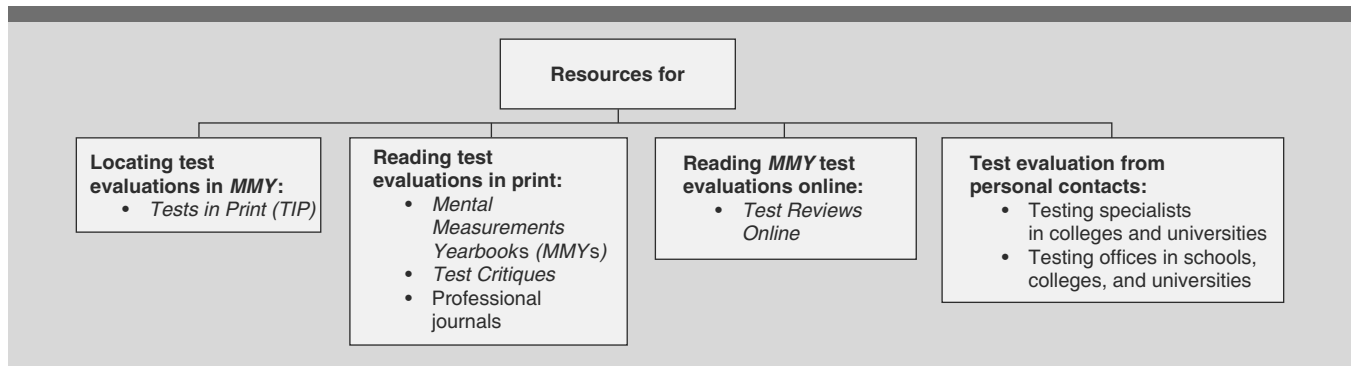 Resources for
Locating test
evaluations in MMY:
• Tests in Print (TIP)
Reading test
evaluations in print:
• Mental
Measurements
Yearbooks (MMYs)
• Test Critiques
• Professional
journals
Reading MMY test
evaluations online:
• Test Reviews
Online
Test evaluation from
personal contacts:
• Testing specialists
in colleges and universities
• Testing offices in schools,
colleges, and universities